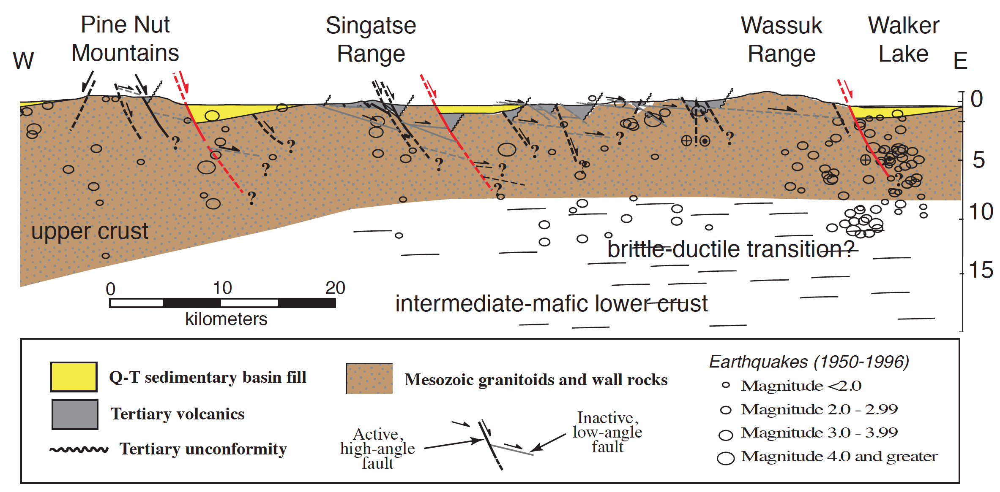 Pine Nut
Mountains
Singatse
Range
Wassuk
Range
Walker
Lake
W
E
0
5
10
15
?
?
?
?
?
?
?
?
?
?
?
?
?
upper crust
brittle-ductile transition?
intermediate-mafic lower crust
0 10 20
kilometers
Q-T sedimentary basin fill
Tertiary volcanics
Tertiary unconformity
Mesozoic granitoids and wall rocks
Active,
high-angle
fault
Inactive,
low-angle
fault
Earthquakes (1950-1996)
Magnitude <2.0
Magnitude 2.0 - 2.99
Magnitude 3.0 - 3.99
Magnitude 4.0 and greater